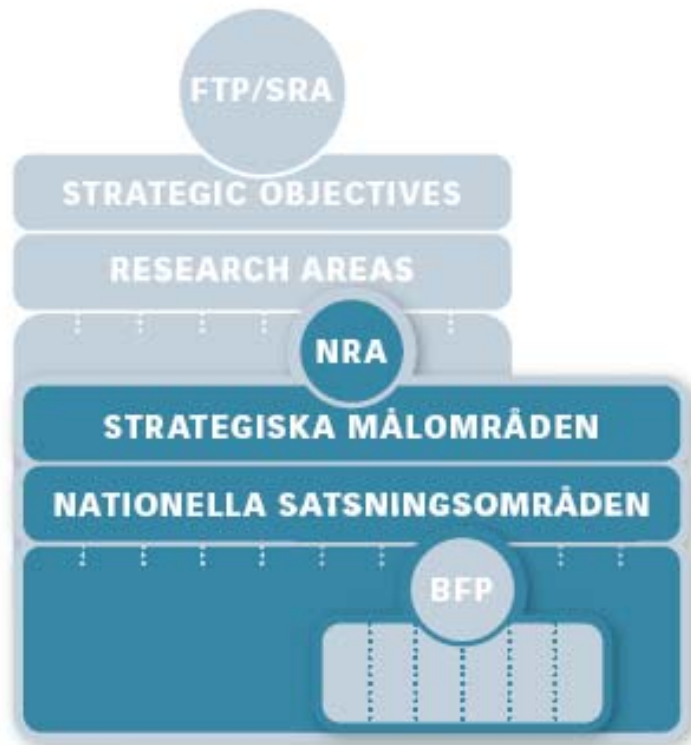 FTP/SRA
STRATEGIC OBJECTIVES
RESEARCH AREAS
NRA
STRATEGISKA MÅLOMRÅDEN
NATIONELLA SATSNINGSOMRÅDEN
BFP